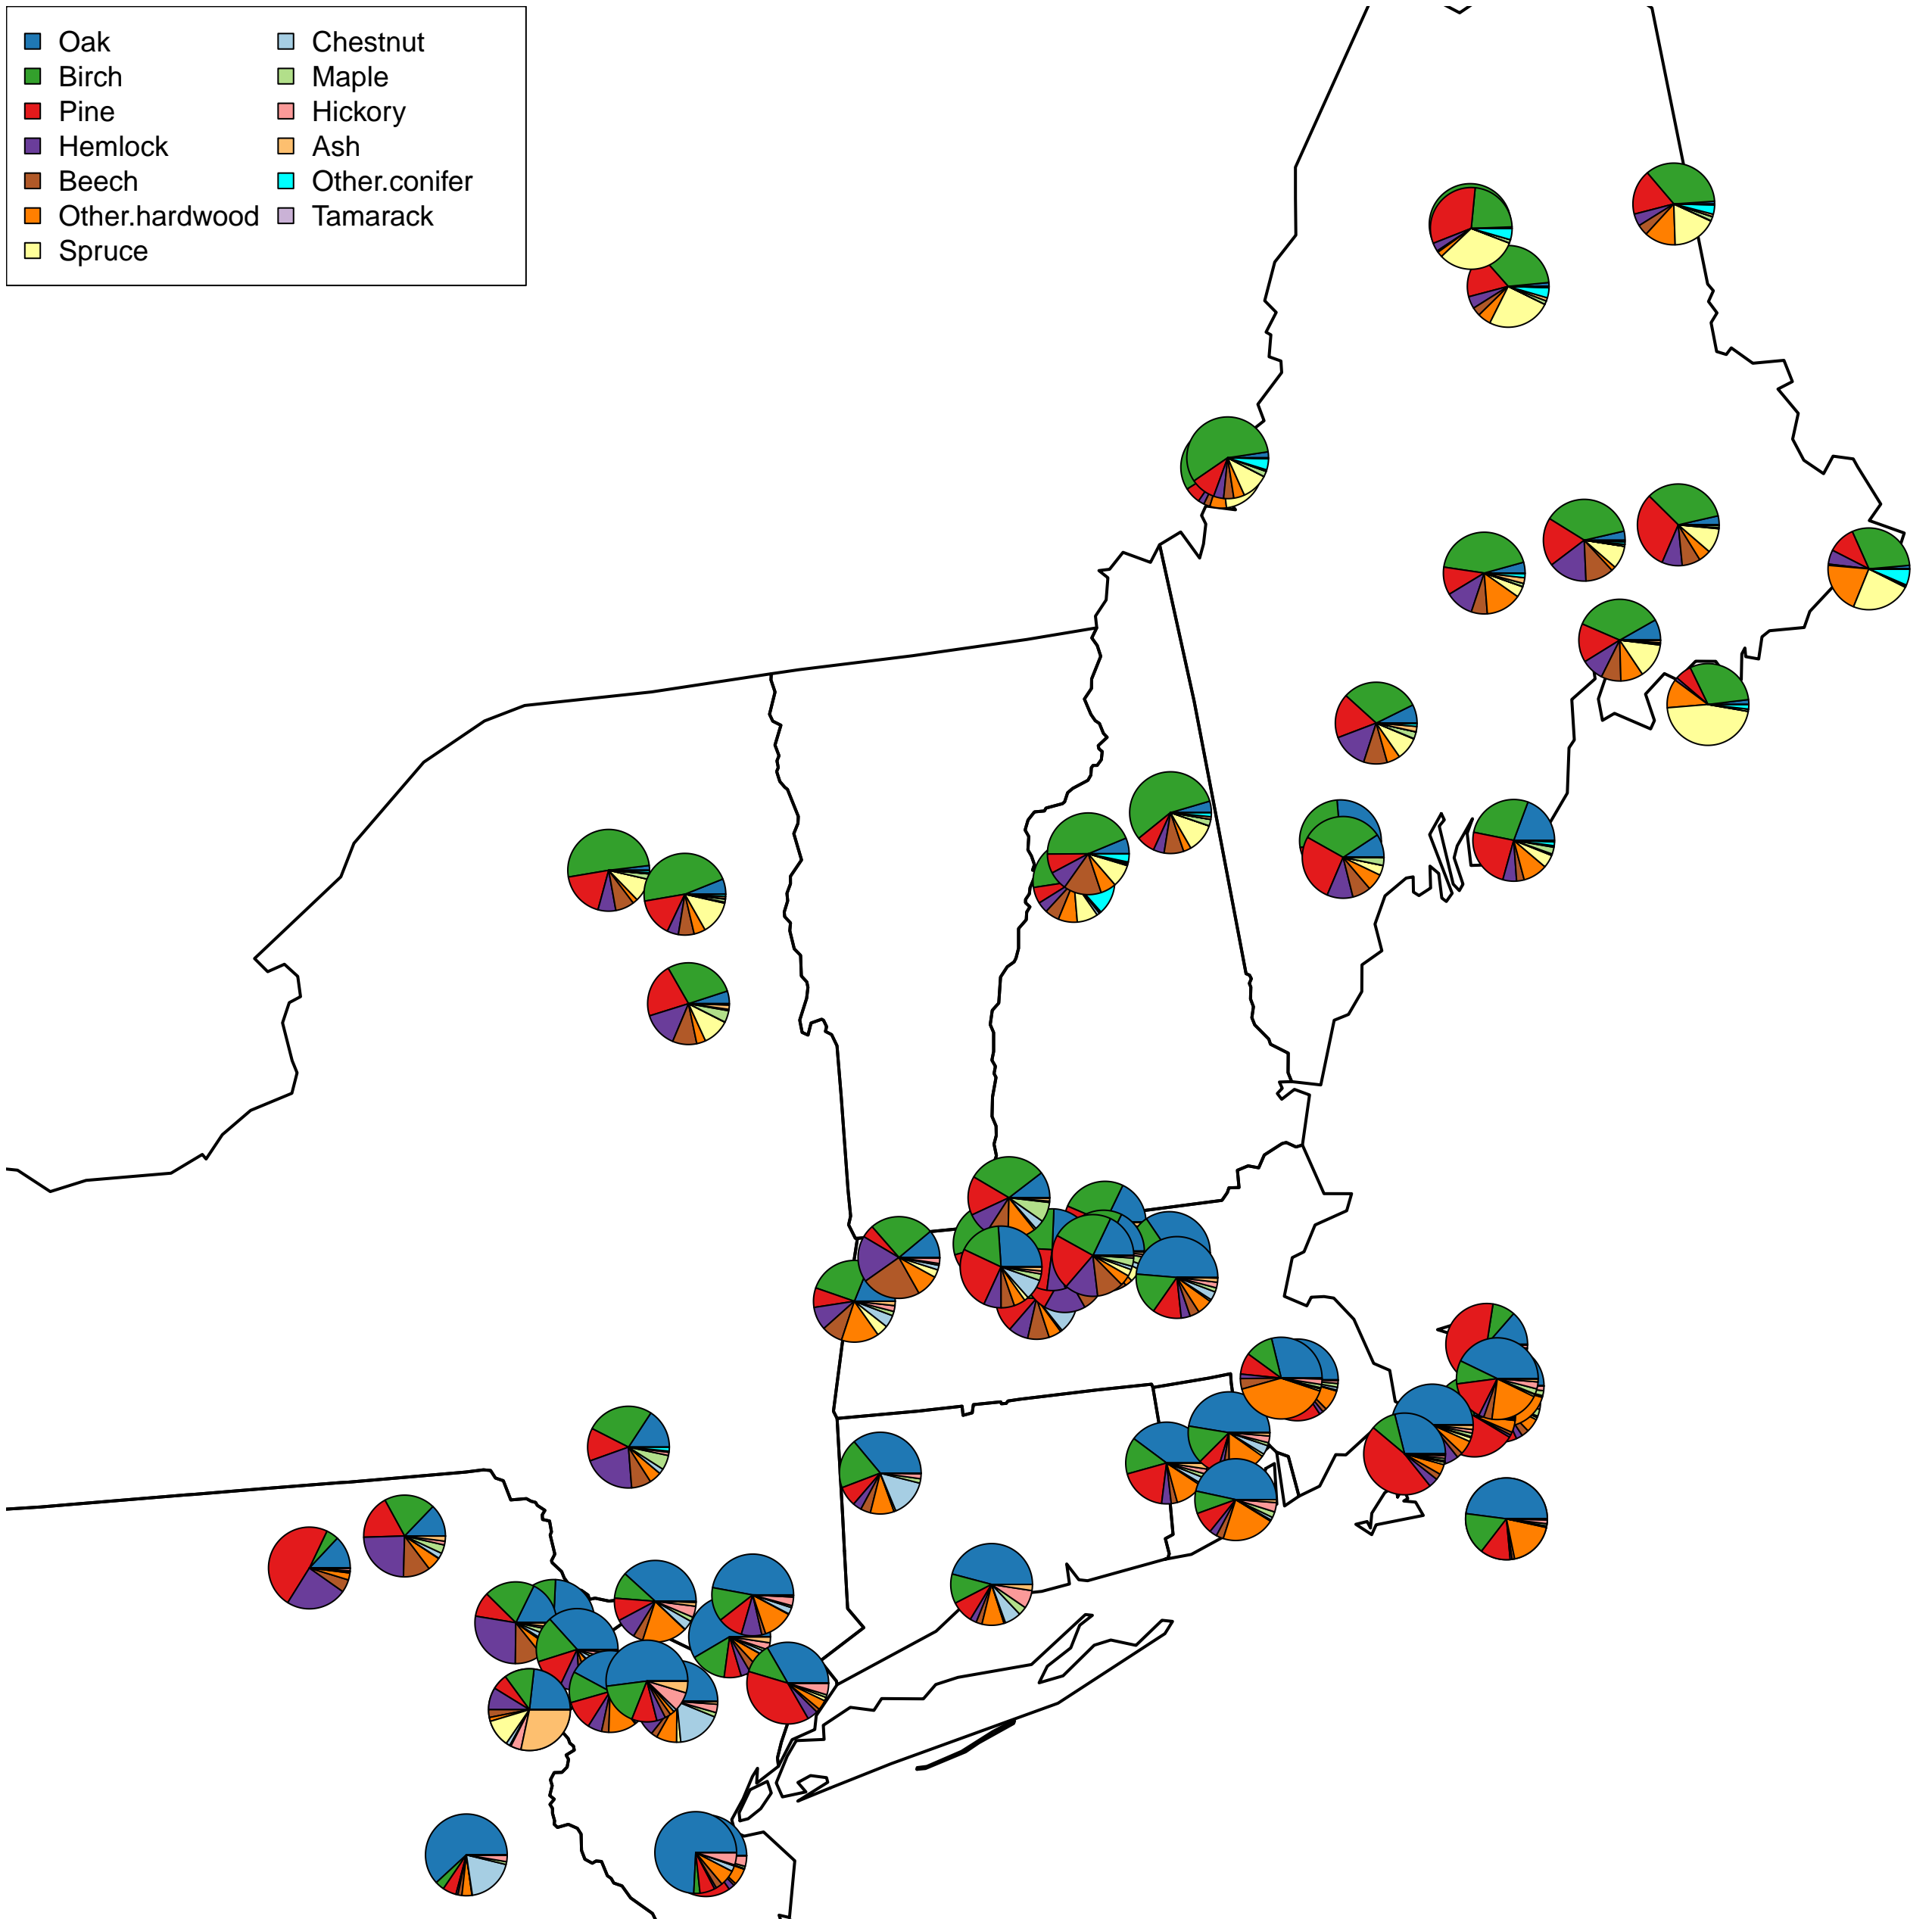 Oak
Birch
Pine
Hemlock
Beech
Other.hardwood
Spruce
Chestnut
Maple
Hickory
Ash
Other.conifer
Tamarack